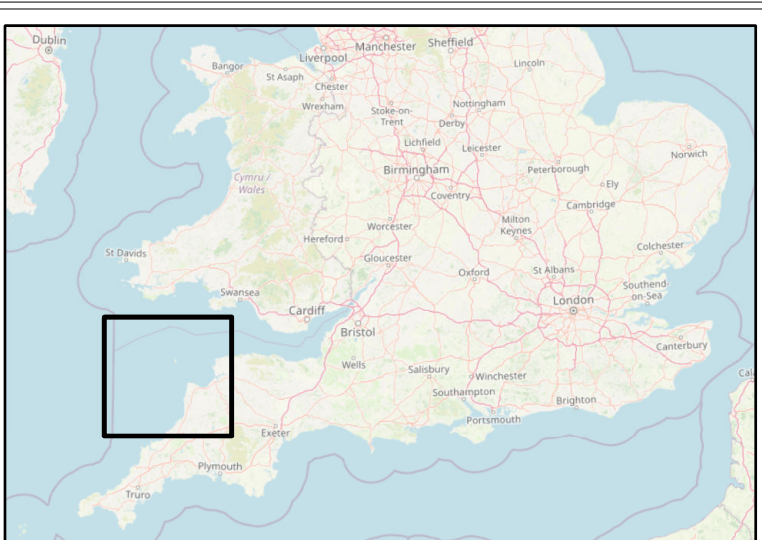 Dublin
Manchester
Sheffield
Liverpool
Bangor
St Asaph
Lincoln
Chester
Wrexham
Stoke-on-
Trent
Nottingham
Derby
Lichfield
Leicester
Norwich
Peterborough
Birmingham
Cymru /
Wales
Ely
Coventry
Cambridge
Worcester
Milton
Keynes
Hereford
Colchester
St Davids
Gloucester
Oxford
St Albans
Swansea
Southend-
on-Sea
London
Cardiff
Bristol
Canterbury
Wells
Salisbury
Winchester
Southampton
Brighton
Portsmouth
Exeter
Plymouth
Truro